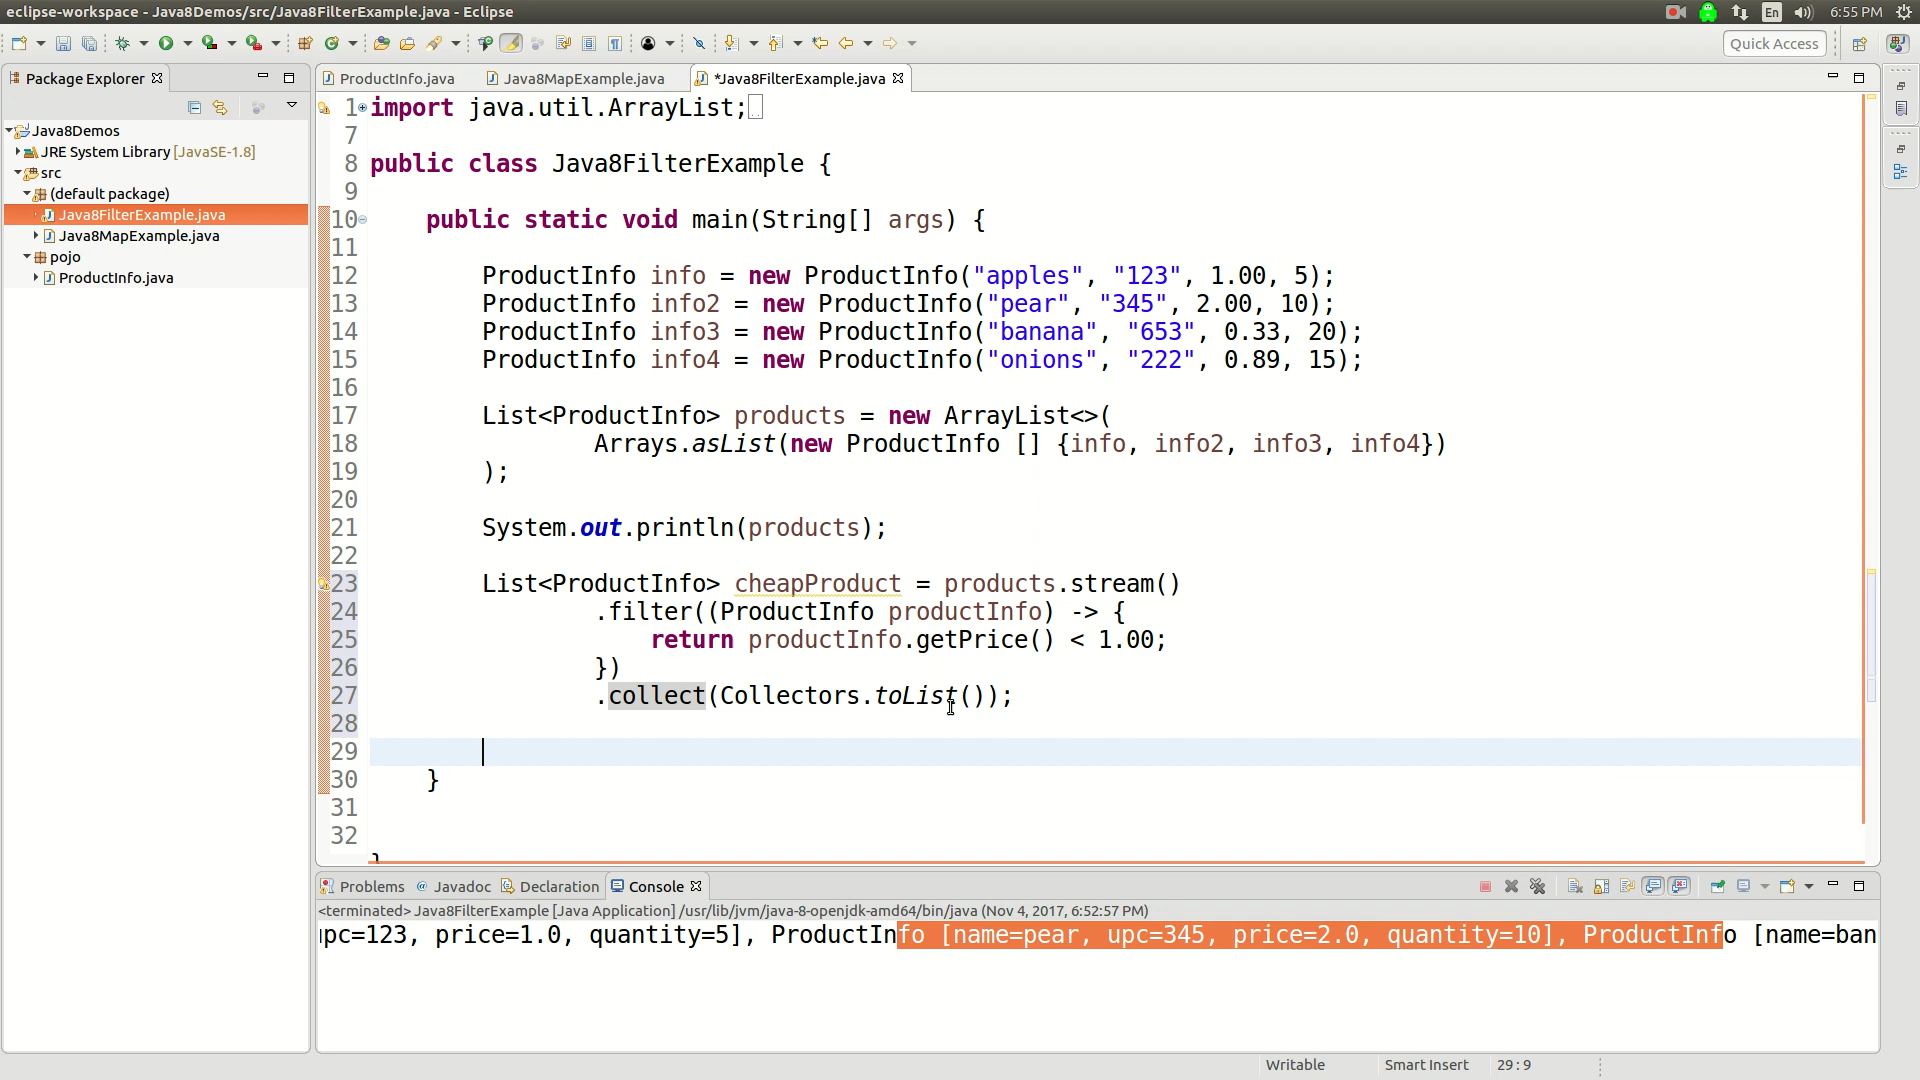 eclipse-workspace - Java8Demos/src/Java8FilterExample.java - Eclipse
En
6:55 PM
Quick Access
Package Explorer
ProductInfo.java
Java8MapExample.java
*Java8FilterExample.java
Java8Demos
JRE System Library [JavaSE-1.8]
src
(default package)
Java8FilterExample.java
Java8MapExample.java
pojo
ProductInfo.java
1 import java.util.ArrayList;
7
8 public class Java8FilterExample {
9
10 public static void main(String[] args) {
11
12 ProductInfo info = new ProductInfo("apples", "123", 1.00, 5);
13 ProductInfo info2 = new ProductInfo("pear", "345", 2.00, 10);
14 ProductInfo info3 = new ProductInfo("banana", "653", 0.33, 20);
15 ProductInfo info4 = new ProductInfo("onions", "222", 0.89, 15);
16
17 List<ProductInfo> products = new ArrayList<>(
18 Arrays.asList(new ProductInfo [] {info, info2, info3, info4})
19 );
20
21 System.out.println(products);
22
23 List<ProductInfo> cheapProduct = products.stream()
24 .filter((ProductInfo productInfo) -> {
25 return productInfo.getPrice() < 1.00;
26 })
27 .collect(Collectors.toList());
28
29
30 }
31
32
Problems @ Javadoc Declaration Console
<terminated> Java8FilterExample [Java Application] /usr/lib/jvm/java-8-openjdk-amd64/bin/java (Nov 4, 2017, 6:52:57 PM)
pc=123, price=1.0, quantity=5], ProductInfo [name=pear, upc=345, price=2.0, quantity=10], ProductInfo [name=ban
Writable
Smart Insert
29 : 9